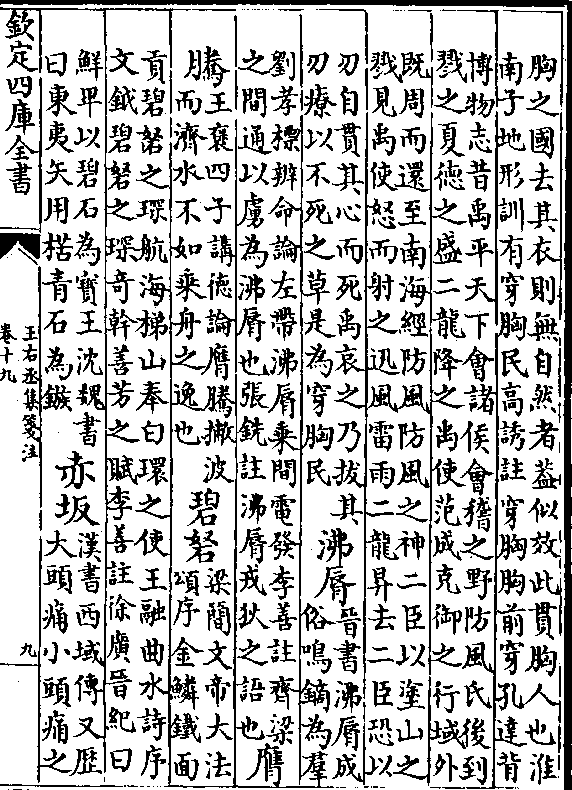 胸之國去其衣則無自然者蓋似效此貫胸人也淮
南子地形訓有穿胸民高誘註穿胸胸前穿孔達背
博物志昔禹平天下會諸侯會稽之野防風氏後到
戮之夏德之盛二龍降之禹使范成克御之行域外
既周而還至南海經防風防風之神二臣以塗山之
戮見禹使怒而射之迅風雷雨二龍昇去二臣恐以
刃自貫其心而死禹哀之乃拔其
刃療以不死之草是為穿胸民
沸脣
晉書沸脣成
俗鳴鏑為羣
劉孝標辨命論左帶沸脣乘間電發李善註齊梁
之間通以虜為沸脣也張銑註沸脣戎狄之語也
膺
騰王褒四子講德論膺騰撇波
月而濟水不如乘舟之逸也
碧砮
梁簡文帝大法
頌序金鱗鐵面
貢碧砮之琛航海梯山奉白環之使王融曲水詩序
文鉞碧砮之琛奇幹善芳之賦李善註徐廣晉紀曰
鮮卑以碧石為寶王沈魏書
曰東夷矢用楛青石為鏃
赤坂
漢書西域傳又歷
大頭痛小頭痛之
欽定四庫全書
王右丞集箋注
卷十九
九